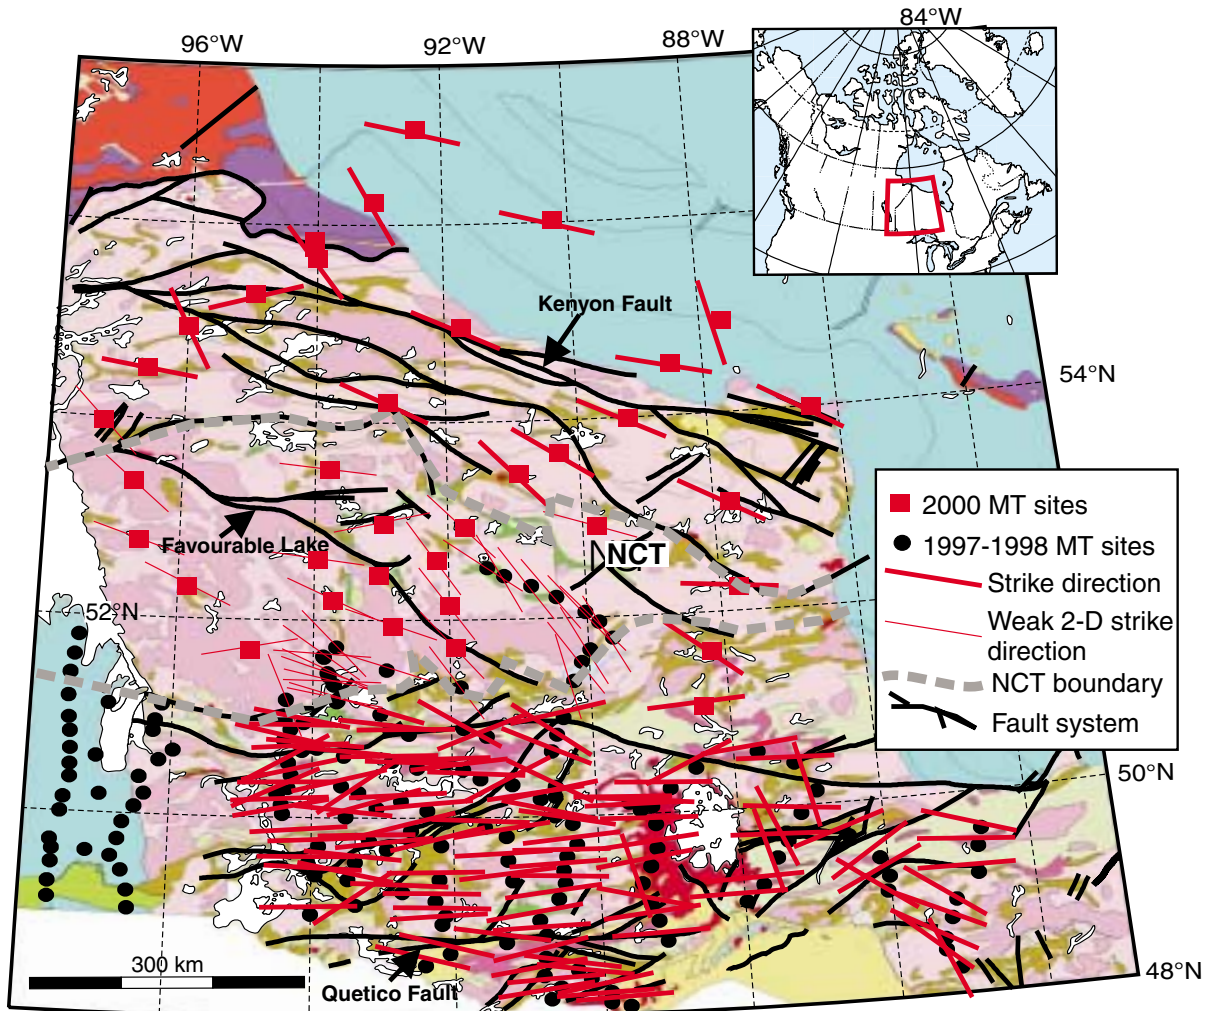 84°W
96°W
92°W
88°W
Kenyon Fault
54°N
2000 MT sites
1997-1998 MT sites
Strike direction
Weak 2-D strike
direction
NCT boundary
Fault system
Favourable Lake
NCT
52°N
50°N
48°N
300 km
Quetico Fault